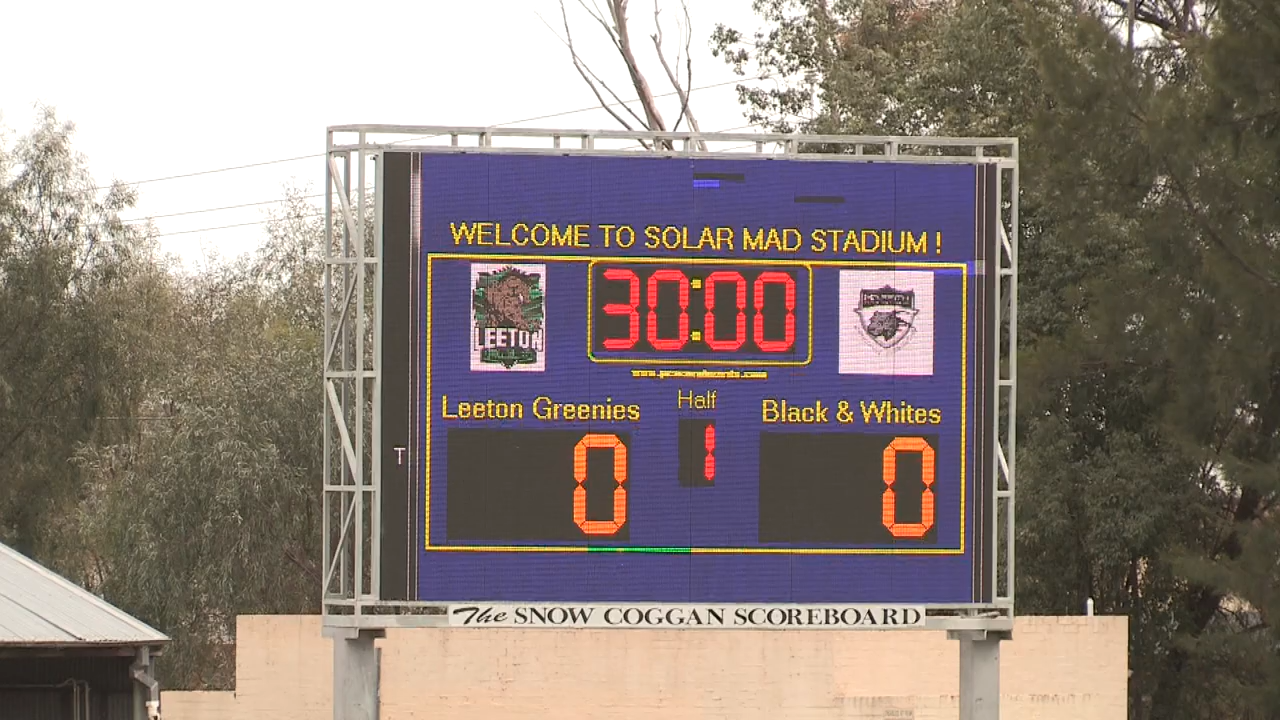 WELCOME TO SOLAR MAD STADIUM !
LEETON
30:00
Leeton Greenies
Half
Black & Whites
0
1
0
T
The SNOW COGGAN SCOREBOARD